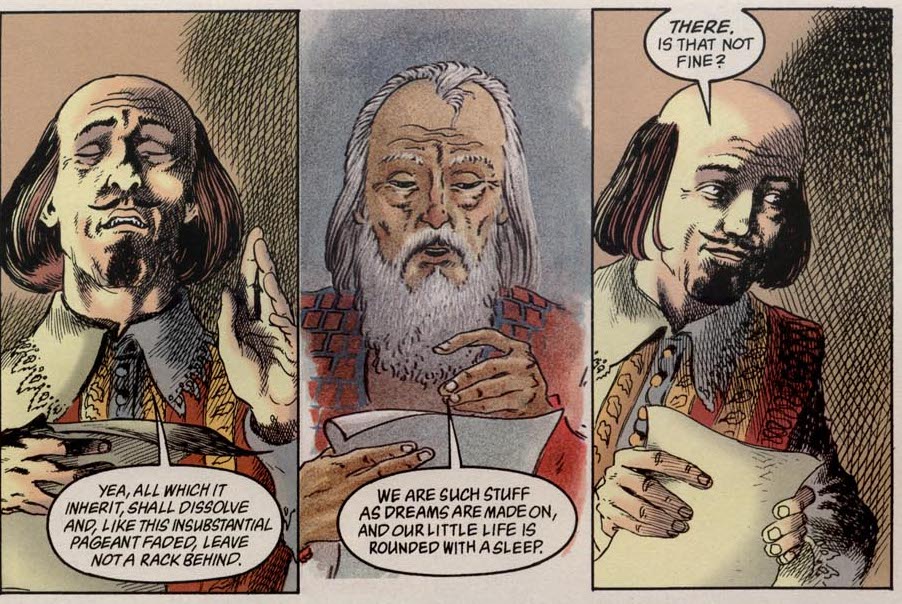 YEA, ALL WHICH IT
INHERIT, SHALL DISSOLVE
AND, LIKE THIS INSUBSTANTIAL
PAGEANT FADED, LEAVE
NOT A RACK BEHIND.
WE ARE SUCH STUFF
AS DREAMS ARE MADE ON,
AND OUR LITTLE LIFE IS
ROUNDED WITH A SLEEP.
THERE.
IS THAT NOT
FINE?